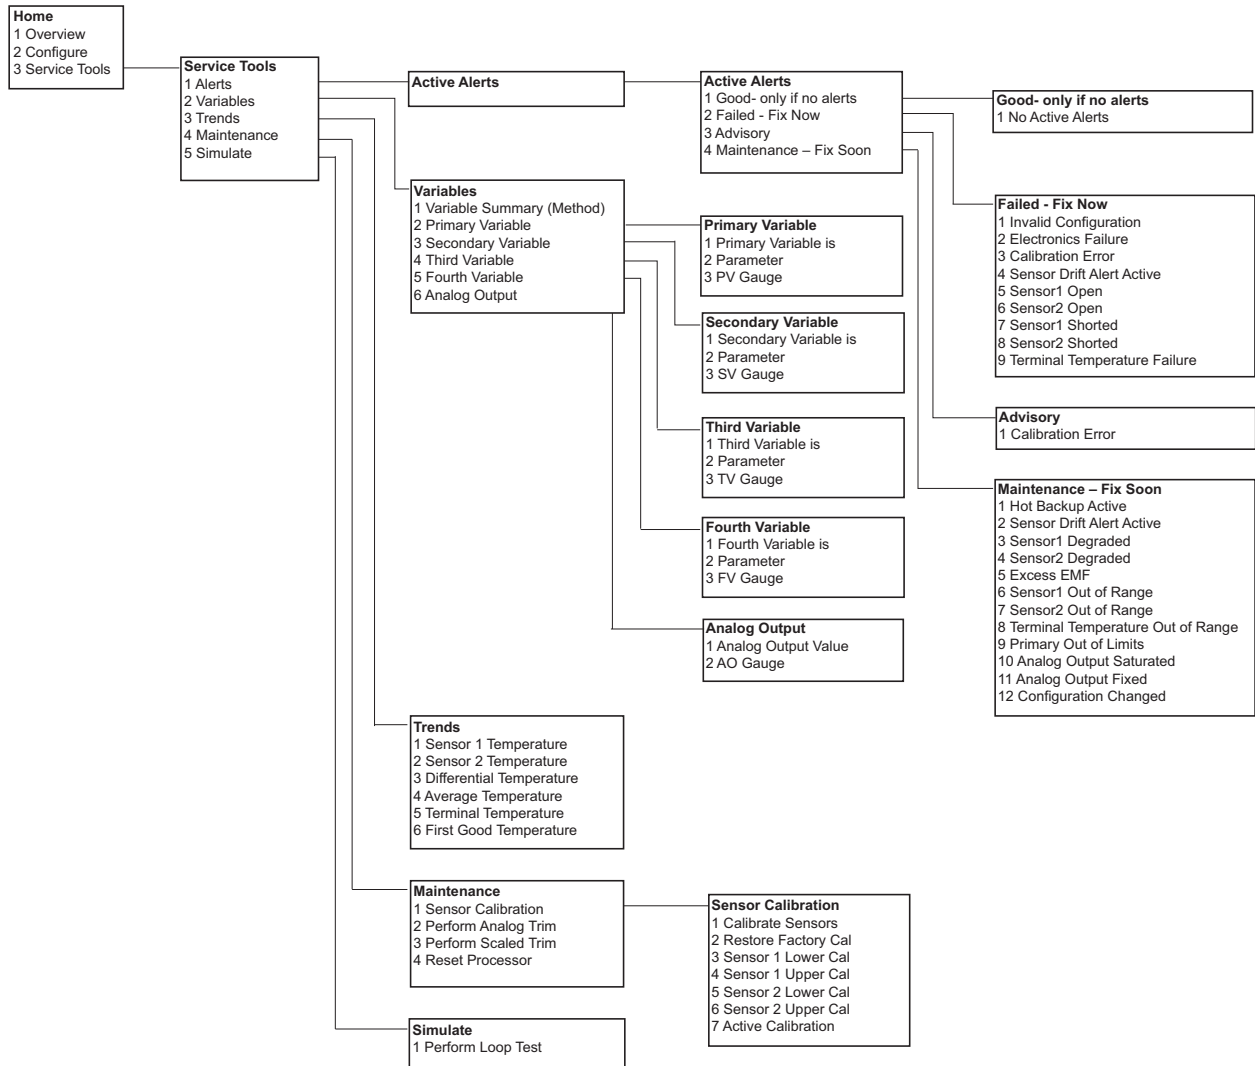 Home
1 Overview
2 Configure
3 Service Tools
Service Tools
1 Alerts
2 Variables
3 Trends
4 Maintenance
5 Simulate
Active Alerts
Active Alerts
1 Good- only if no alerts
2 Failed - Fix Now
3 Advisory
4 Maintenance – Fix Soon
Good- only if no alerts
1 No Active Alerts
Variables
1 Variable Summary (Method)
2 Primary Variable
3 Secondary Variable
4 Third Variable
5 Fourth Variable
6 Analog Output
Primary Variable
1 Primary Variable is
2 Parameter
3 PV Gauge
Failed - Fix Now
1 Invalid Configuration
2 Electronics Failure
3 Calibration Error
4 Sensor Drift Alert Active
5 Sensor1 Open
6 Sensor2 Open
7 Sensor1 Shorted
8 Sensor2 Shorted
9 Terminal Temperature Failure
Secondary Variable
1 Secondary Variable is
2 Parameter
3 SV Gauge
Advisory
1 Calibration Error
Third Variable
1 Third Variable is
2 Parameter
3 TV Gauge
Maintenance – Fix Soon
1 Hot Backup Active
2 Sensor Drift Alert Active
3 Sensor1 Degraded
4 Sensor2 Degraded
5 Excess EMF
6 Sensor1 Out of Range
7 Sensor2 Out of Range
8 Terminal Temperature Out of Range
9 Primary Out of Limits
10 Analog Output Saturated
11 Analog Output Fixed
12 Configuration Changed
Fourth Variable
1 Fourth Variable is
2 Parameter
3 FV Gauge
Analog Output
1 Analog Output Value
2 AO Gauge
Trends
1 Sensor 1 Temperature
2 Sensor 2 Temperature
3 Differential Temperature
4 Average Temperature
5 Terminal Temperature
6 First Good Temperature
Maintenance
1 Sensor Calibration
2 Perform Analog Trim
3 Perform Scaled Trim
4 Reset Processor
Sensor Calibration
1 Calibrate Sensors
2 Restore Factory Cal
3 Sensor 1 Lower Cal
4 Sensor 1 Upper Cal
5 Sensor 2 Lower Cal
6 Sensor 2 Upper Cal
7 Active Calibration
Simulate
1 Perform Loop Test